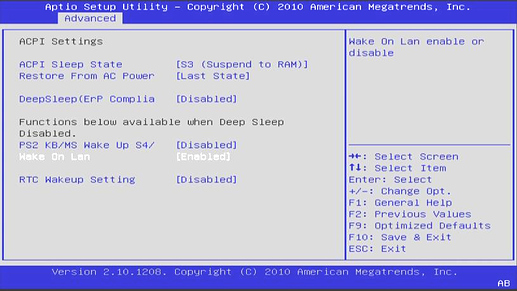 Aptio Setup Utility - Copyright (C) 2010 American Megatrends, Inc.
Advanced
ACPI Settings
ACPI Sleep State [S3 (Suspend to RAM)]
Restore From AC Power [Last State]
DeepSleep(ErP Complia [Disabled]
Functions below available when Deep Sleep
Disabled.
PS2 KB/MS Wake Up S4/ [Disabled]
Wake On Lan [Enabled]
RTC Wakeup Setting [Disabled]
Wake On Lan enable or
disable
→←: Select Screen
↑↓: Select Item
Enter: Select
+/-: Change Opt.
F1: General Help
F2: Previous Values
F9: Optimized Defaults
F10: Save & Exit
ESC: Exit
Version 2.10.1208. Copyright (C) 2010 American Megatrends, Inc.
AB